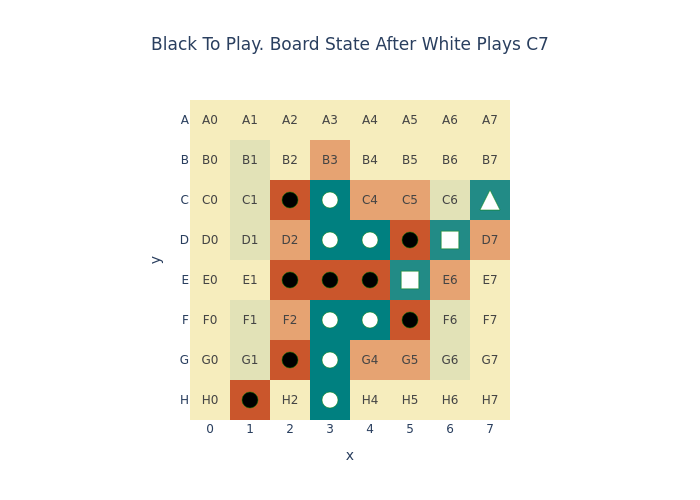 Black To Play. Board State After White Plays C7
A A0 A1 A2 A3 A4 A5 A6 A7
B B0 B1 B2 B3 B4 B5 B6 B7
C C0 C1 C4 C5 C6
D D0 D1 D2 D7
y
E E0 E1 E6 E7
F F0 F1 F2 F6 F7
G G0 G1 G4 G5 G6 G7
H H0 H2 H4 H5 H6 H7
0 1 2 3 4 5 6 7
x